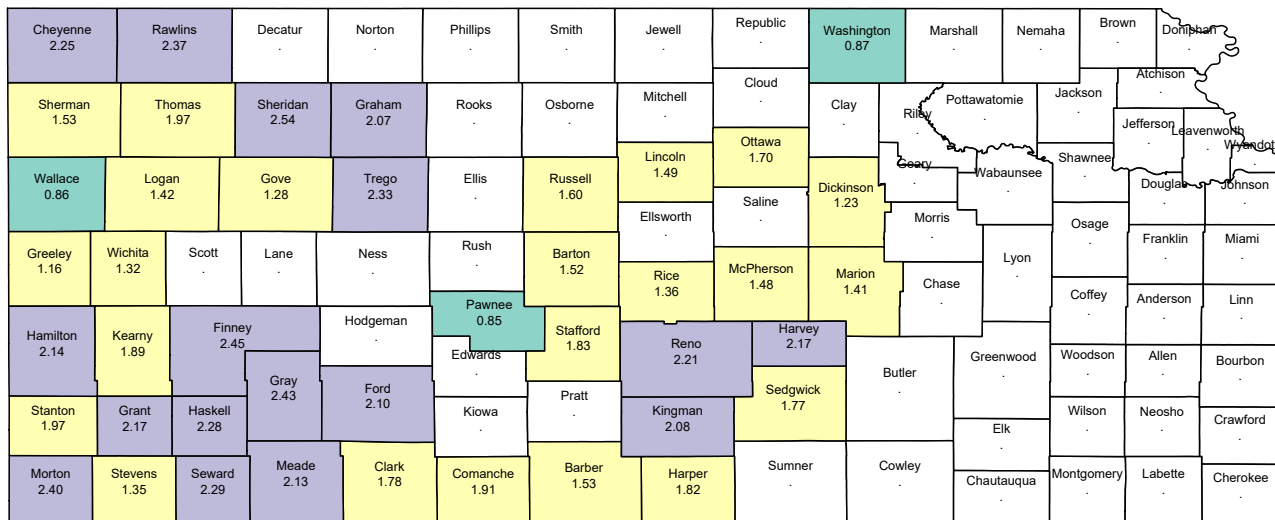 Cheyenne
2.25
Rawlins
2.37
Decatur
.
Norton
.
Phillips
.
Smith
.
Jewell
.
Republic
.
Washington
0.87
Marshall
.
Nemaha
.
Brown
.
Doniphan
.
Sherman
1.53
Thomas
1.97
Sheridan
2.54
Graham
2.07
Rooks
.
Osborne
.
Mitchell
.
Cloud
.
Clay
.
Riley
.
Pottawatomie
.
Jackson
.
Atchison
.
Jefferson
.
Leavenworth
.
Wyandot
.
Wallace
0.86
Logan
1.42
Gove
1.28
Trego
2.33
Ellis
.
Russell
1.60
Lincoln
1.49
Ottawa
1.70
Saline
.
Dickinson
1.23
Geary
.
Wabaunsee
.
Shawnee
.
Douglas
.
Johnson
.
Ellsworth
.
Morris
.
Osage
.
Greeley
1.16
Wichita
1.32
Scott
.
Lane
.
Ness
.
Rush
.
Barton
1.52
Rice
1.36
McPherson
1.48
Marion
1.41
Chase
.
Lyon
.
Franklin
.
Miami
.
Coffey
.
Anderson
.
Linn
.
Hamilton
2.14
Kearny
1.89
Finney
2.45
Hodgeman
.
Pawnee
0.85
Stafford
1.83
Edwards
.
Reno
2.21
Harvey
2.17
Gray
2.43
Ford
2.10
Kiowa
.
Pratt
.
Kingman
2.08
Sedgwick
1.77
Butler
.
Greenwood
.
Woodson
.
Allen
.
Bourbon
.
Stanton
1.97
Grant
2.17
Haskell
2.28
Elk
.
Wilson
.
Neosho
.
Crawford
.
Morton
2.40
Stevens
1.35
Seward
2.29
Meade
2.13
Clark
1.78
Comanche
1.91
Barber
1.53
Harper
1.82
Sumner
.
Cowley
.
Chautauqua
.
Montgomery
.
Labette
.
Cherokee
.